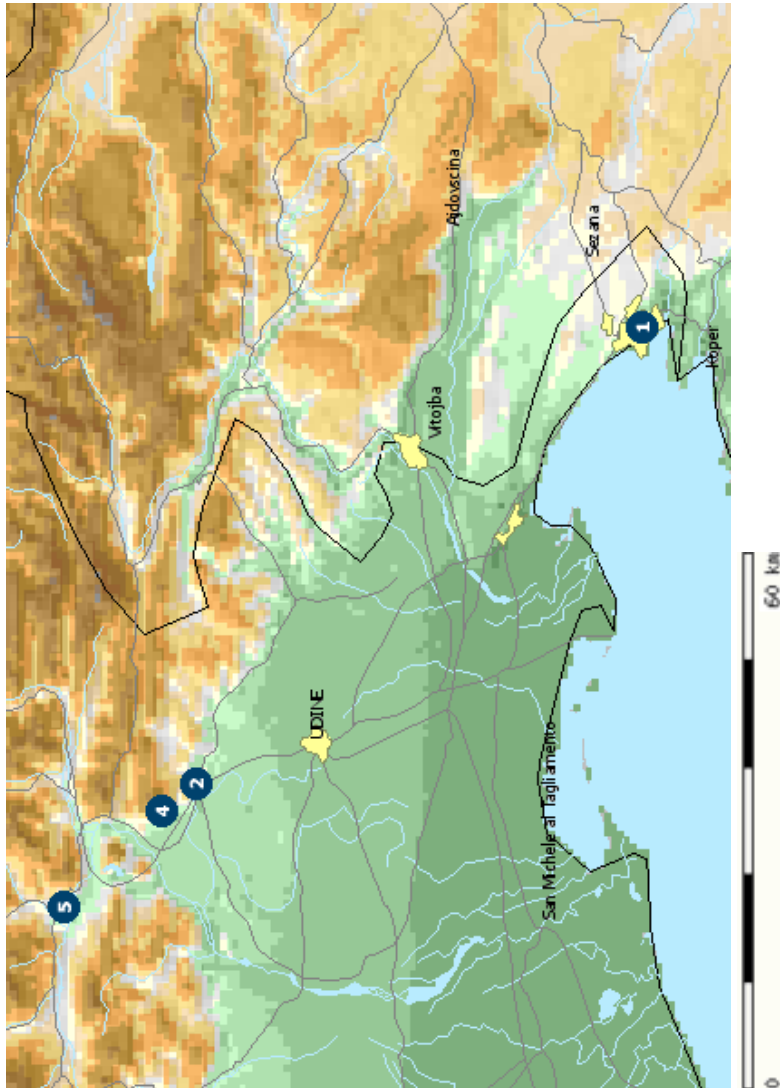 5
4
2
UDINE
San Michele al Tagliamento
Vrtojba
Ajdovscina
Sezana
1
Koper
0
60 km